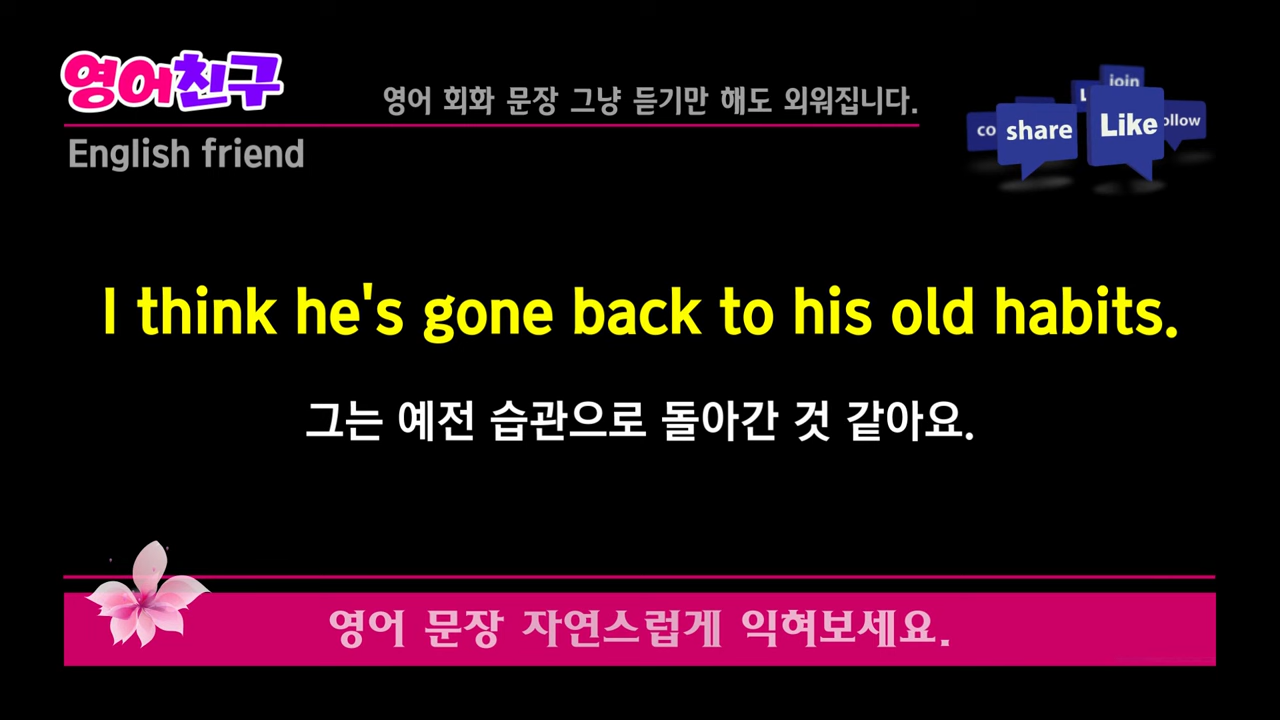 영어친구
영어 회화 문장 그냥 듣기만 해도 외워집니다.
English friend
join
share
Like
I think he's gone back to his old habits.
그는 예전 습관으로 돌아간 것 같아요.
영어 문장 자연스럽게 익혀보세요.